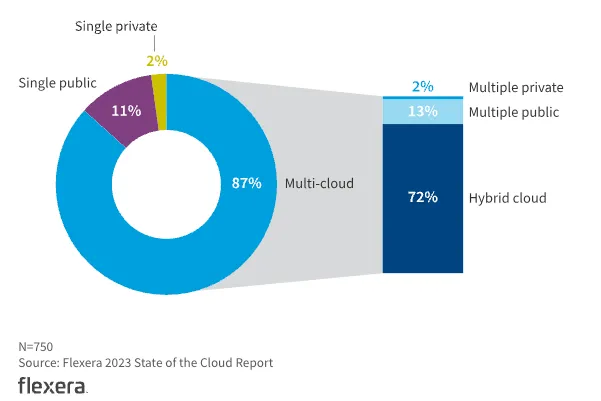 Single private
2%
Single public
11%
87%
Multi-cloud
2%
Multiple private
13%
Multiple public
72%
Hybrid cloud
N=750
Source: Flexera 2023 State of the Cloud Report
flexera